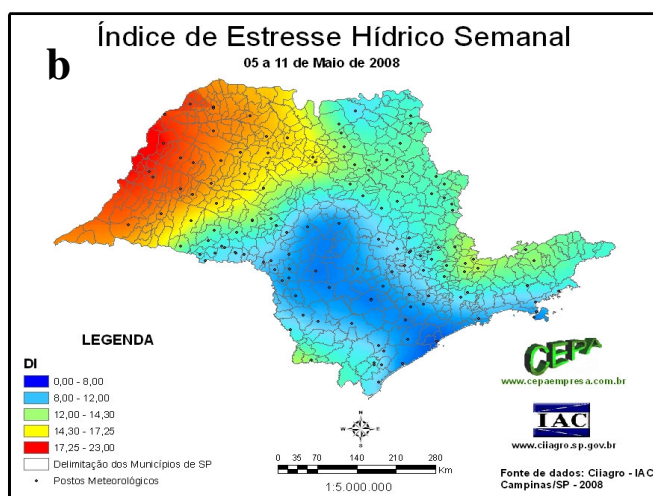 Índice de Estresse Hídrico Semanal
b
05 a 11 de Maio de 2008
LEGENDA
DI
0,00 - 8,00
8,00 - 12,00
12,00 - 14,30
14,30 - 17,25
17,25 - 23,00
Delimitação dos Municípios de SP
Postos Meteorológicos
N
W E
S
0 35 70 140 210 280
Km
1:5.000.000
CEPA
www.cepaempresa.com.br
IAC
www.ciiagro.sp.gov.br
Fonte de dados: Ciiagro - IAC
Campinas/SP - 2008